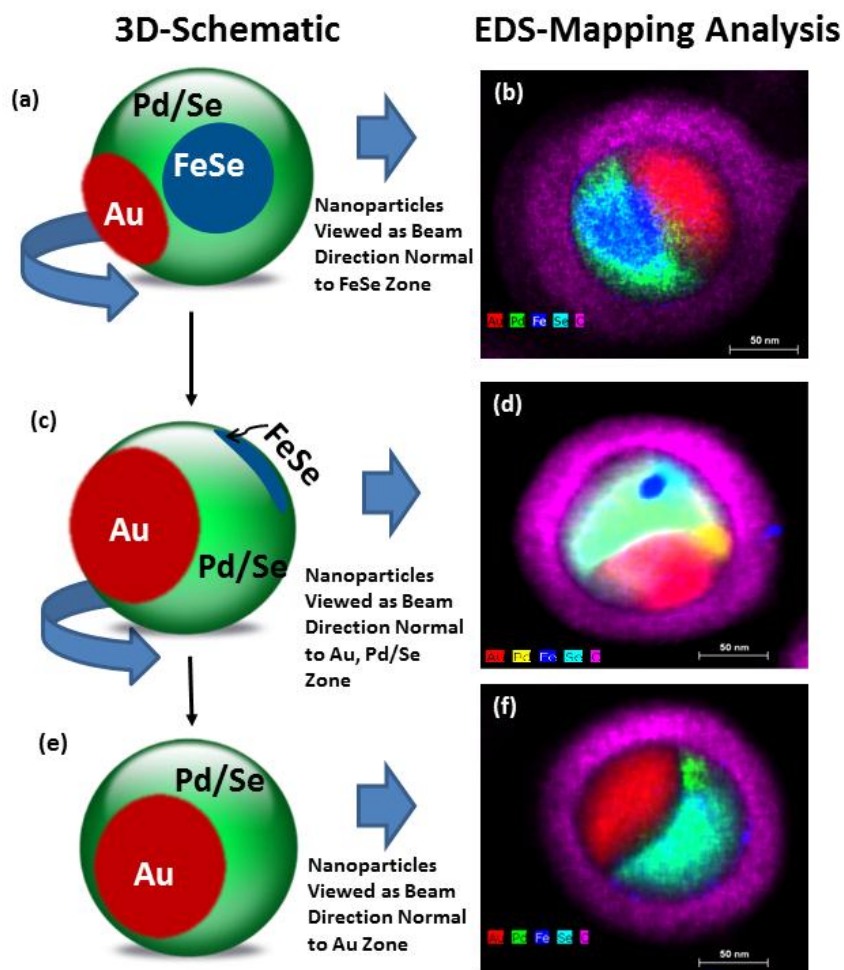 3D-Schematic
EDS-Mapping Analysis
(a)
Pd/Se
FeSe
Au
Nanoparticles
Viewed as Beam
Direction Normal
to FeSe Zone
(b)
Au Pd Fe Se C
50 nm
(c)
FeSe
Au
Pd/Se
Nanoparticles
Viewed as Beam
Direction Normal
to Au, Pd/Se
Zone
(d)
Au Pd Fe Se C
50 nm
(e)
Pd/Se
Au
Nanoparticles
Viewed as Beam
Direction Normal
to Au Zone
(f)
Au Pd Fe Se C
50 nm